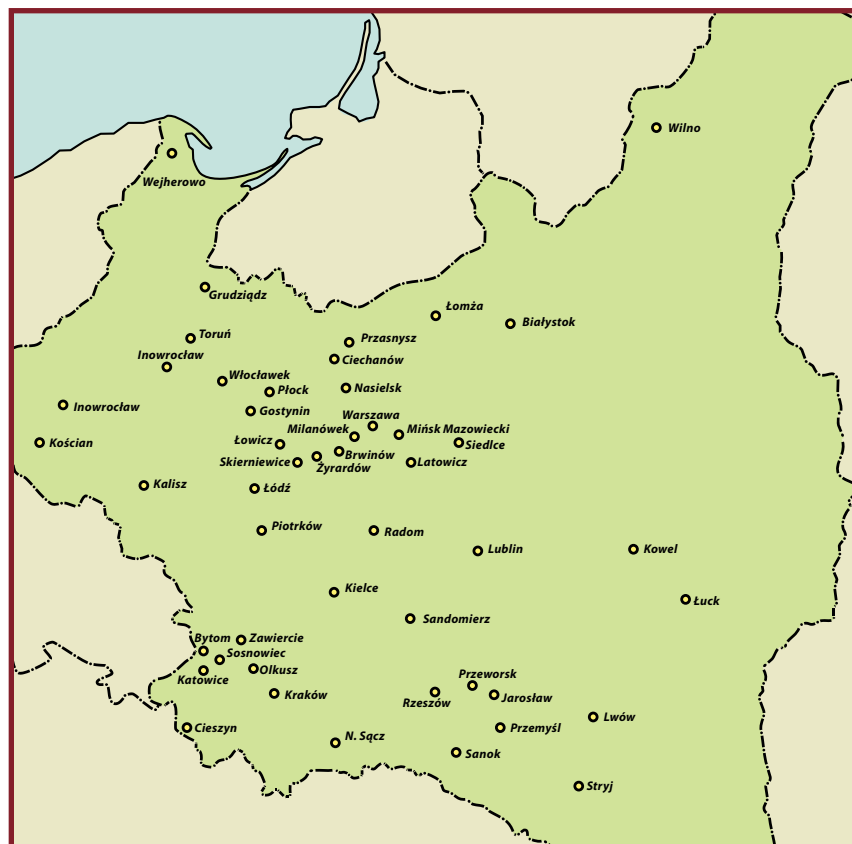 Wilno
Wejherowo
Grudziądz
Łomża
Białystok
Toruń
Przasnysz
Inowrocław
Ciechanów
Włocławek
Płock
Nasielsk
Inowrocław
Gostynin
Warszawa
Milanówek
Mińsk Mazowiecki
Kościan
Łowicz
Siedlce
Brwinów
Skierniewice
Żyrardów
Latowicz
Kalisz
Łódź
Piotrków
Radom
Lublin
Kowel
Kielce
Łuck
Sandomierz
Bytom
Zawiercie
Sosnowiec
Olkusz
Katowice
Przeworsk
Kraków
Rzeszów
Jarosław
Lwów
Cieszyn
Przemyśl
N. Sącz
Sanok
Stryj